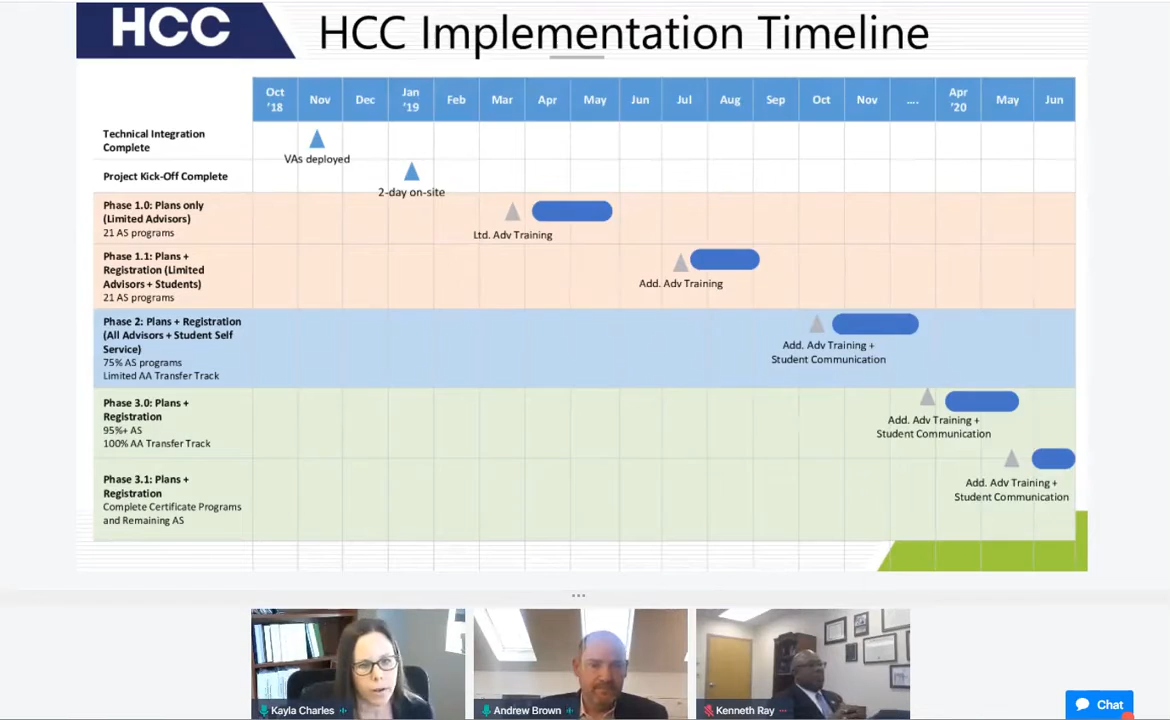 HCC
HCC Implementation Timeline
Oct '18 Nov Dec Jan '19 Feb Mar Apr May Jun Jul Aug Sep Oct Nov .... Apr '20 May Jun
Technical Integration
Complete
VAs deployed
Project Kick-Off Complete
2-day on-site
Phase 1.0: Plans only
(Limited Advisors)
21 AS programs
Ltd. Adv Training
Phase 1.1: Plans +
Registration (Limited
Advisors + Students)
21 AS programs
Add. Adv Training
Phase 2: Plans + Registration
(All Advisors + Student Self
Service)
75% AS programs
Limited AA Transfer Track
Add. Adv Training +
Student Communication
Phase 3.0: Plans +
Registration
95%+ AS
100% AA Transfer Track
Add. Adv Training +
Student Communication
Phase 3.1: Plans +
Registration
Complete Certificate Programs
and Remaining AS
Add. Adv Training +
Student Communication
Kayla Charles
Andrew Brown
Kenneth Ray
Chat